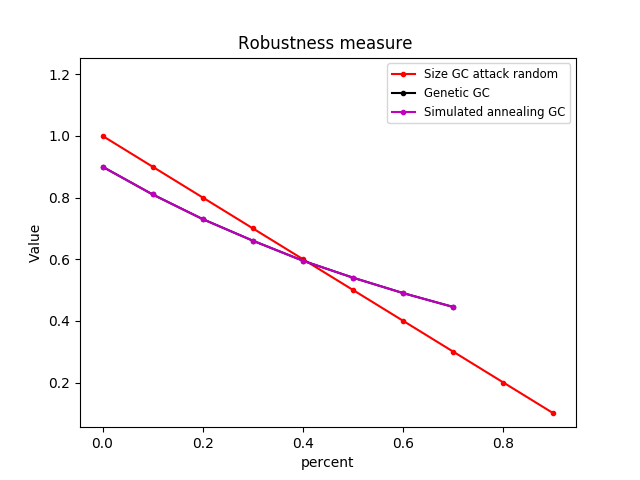 Robustness measure
Size GC attack random
Genetic GC
Simulated annealing GC
Value
1.2
1.0
0.8
0.6
0.4
0.2
0.0
0.2
0.4
0.6
0.8
percent